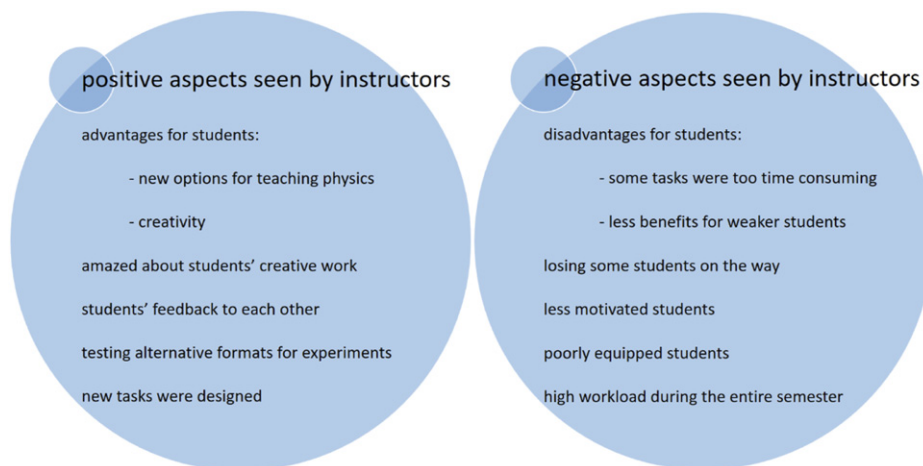 positive aspects seen by instructors
advantages for students:
- new options for teaching physics
- creativity
amazed about students’ creative work
students’ feedback to each other
testing alternative formats for experiments
new tasks were designed
negative aspects seen by instructors
disadvantages for students:
- some tasks were too time consuming
- less benefits for weaker students
losing some students on the way
less motivated students
poorly equipped students
high workload during the entire semester